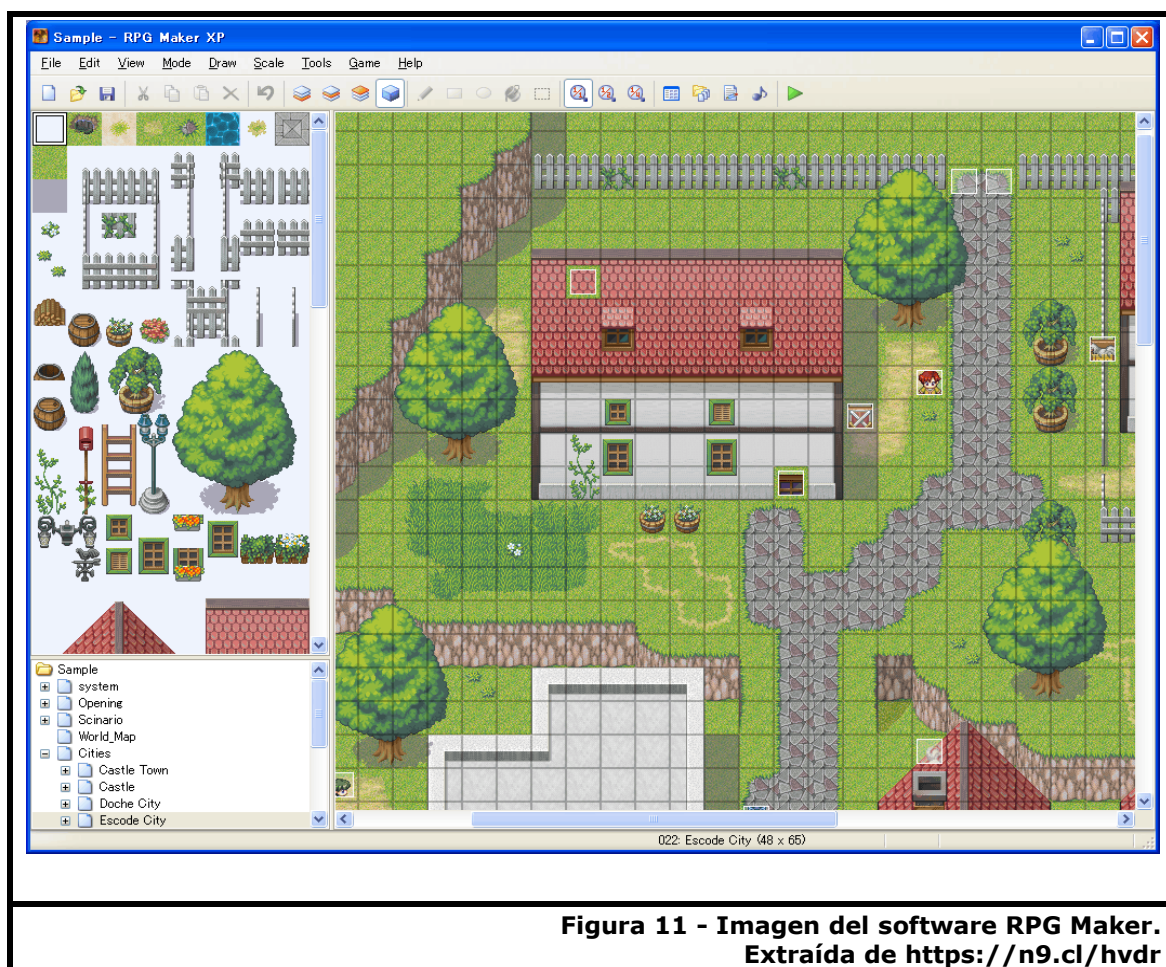 Sample - RPG Maker XP
File Edit View Mode Draw Scale Tools Game Help
Sample
system
Opening
Scinario
World_Map
Cities
Castle Town
Castle
Doche City
Escode City
022: Escode City (48 x 65)
Figura 11 - Imagen del software RPG Maker.
Extraída de https://n9.cl/hvdr